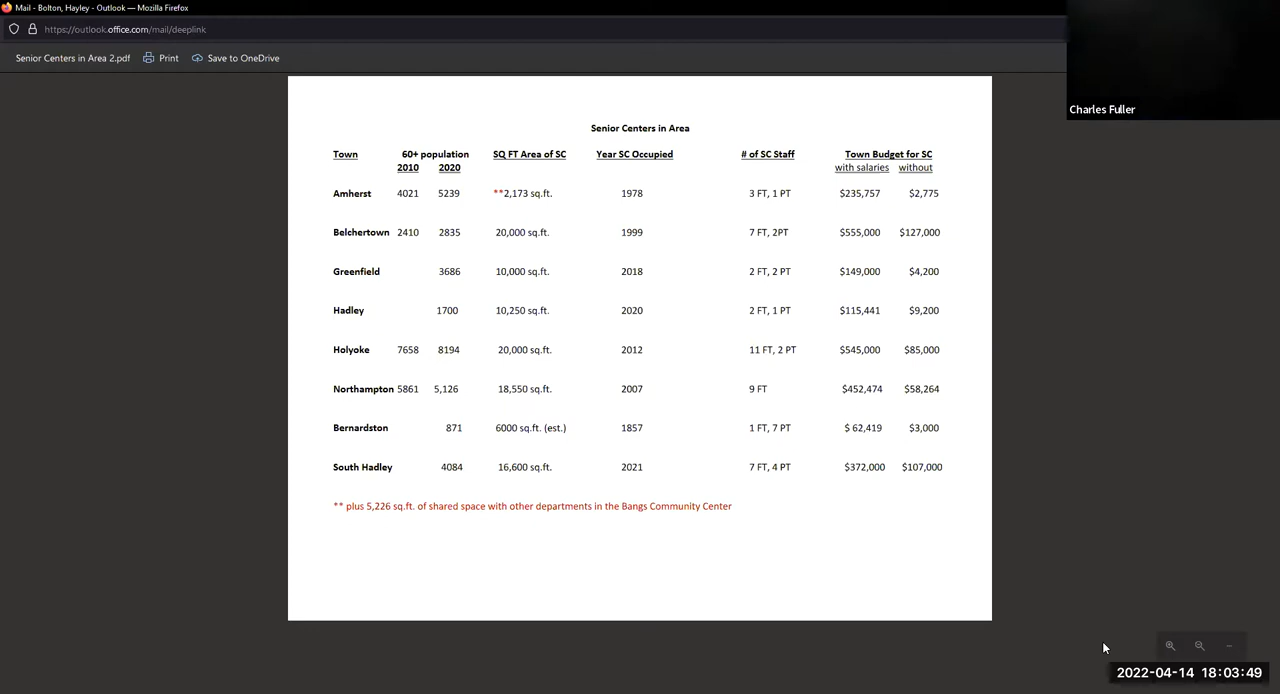 Mail - Bolton, Hayley - Outlook — Mozilla Firefox
https://outlook.office.com/mail/deeplink
Senior Centers in Area 2.pdf Print Save to OneDrive
Charles Fuller
Senior Centers in Area
Town 60+ population SQ FT Area of SC Year SC Occupied # of SC Staff Town Budget for SC
2010 2020 with salaries without
Amherst 4021 5239 **2,173 sq.ft. 1978 3 FT, 1 PT $235,757 $2,775
Belchertown 2410 2835 20,000 sq.ft. 1999 7 FT, 2PT $555,000 $127,000
Greenfield 3686 10,000 sq.ft. 2018 2 FT, 2 PT $149,000 $4,200
Hadley 1700 10,250 sq.ft. 2020 2 FT, 1 PT $115,441 $9,200
Holyoke 7658 8194 20,000 sq.ft. 2012 11 FT, 2 PT $545,000 $85,000
Northampton 5861 5,126 18,550 sq.ft. 2007 9 FT $452,474 $58,264
Bernardston 871 6000 sq.ft. (est.) 1857 1 FT, 7 PT $ 62,419 $3,000
South Hadley 4084 16,600 sq.ft. 2021 7 FT, 4 PT $372,000 $107,000
** plus 5,226 sq.ft. of shared space with other departments in the Bangs Community Center
2022-04-14 18:03:49